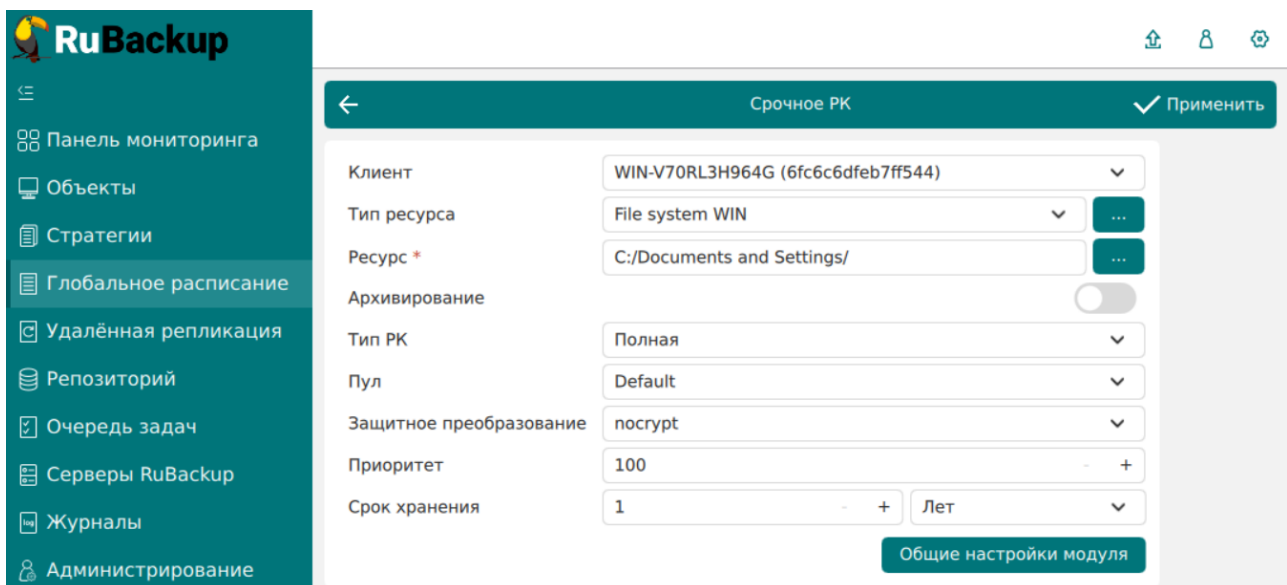 RuBackup
Срочное РК
Применить
Панель мониторинга
Объекты
Стратегии
Глобальное расписание
Удалённая репликация
Репозиторий
Очередь задач
Серверы RuBackup
log Журналы
Администрирование
Клиент WIN-V70RL3H964G (6fc6c6dfeb7ff544)
Тип ресурса File system WIN ...
Ресурс * C:/Documents and Settings/ ...
Архивирование
Тип РК Полная
Пул Default
Защитное преобразование nocrypt
Приоритет 100 - +
Срок хранения 1 - + Лет
Общие настройки модуля